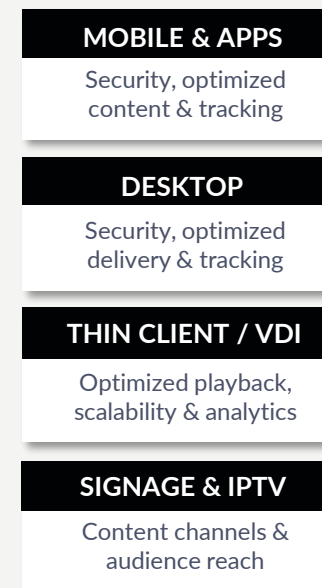 MOBILE & APPS
Security, optimized
content & tracking
DESKTOP
Security, optimized
delivery & tracking
THIN CLIENT / VDI
Optimized playback,
scalability & analytics
SIGNAGE & IPTV
Content channels &
audience reach